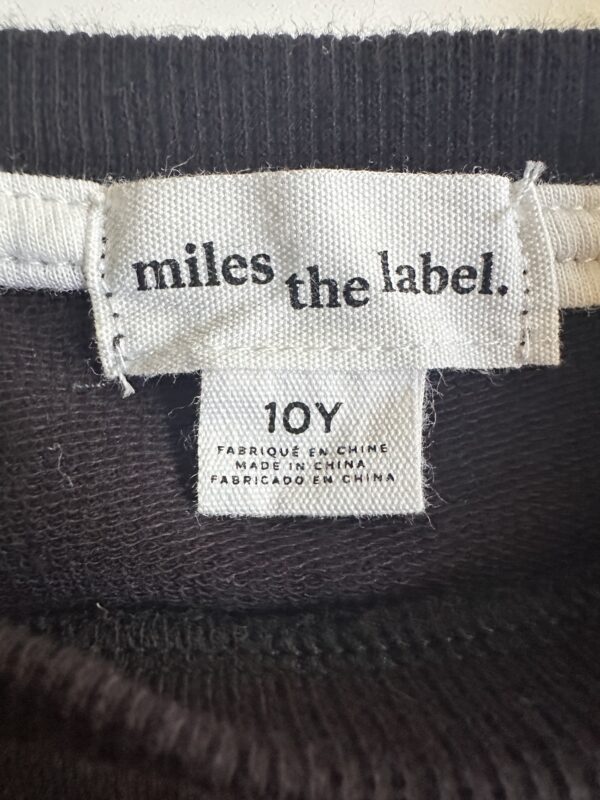 miles the label.
10Y
FABRIQUÉ EN CHINE
MADE IN CHINA
FABRICADO EN CHINA